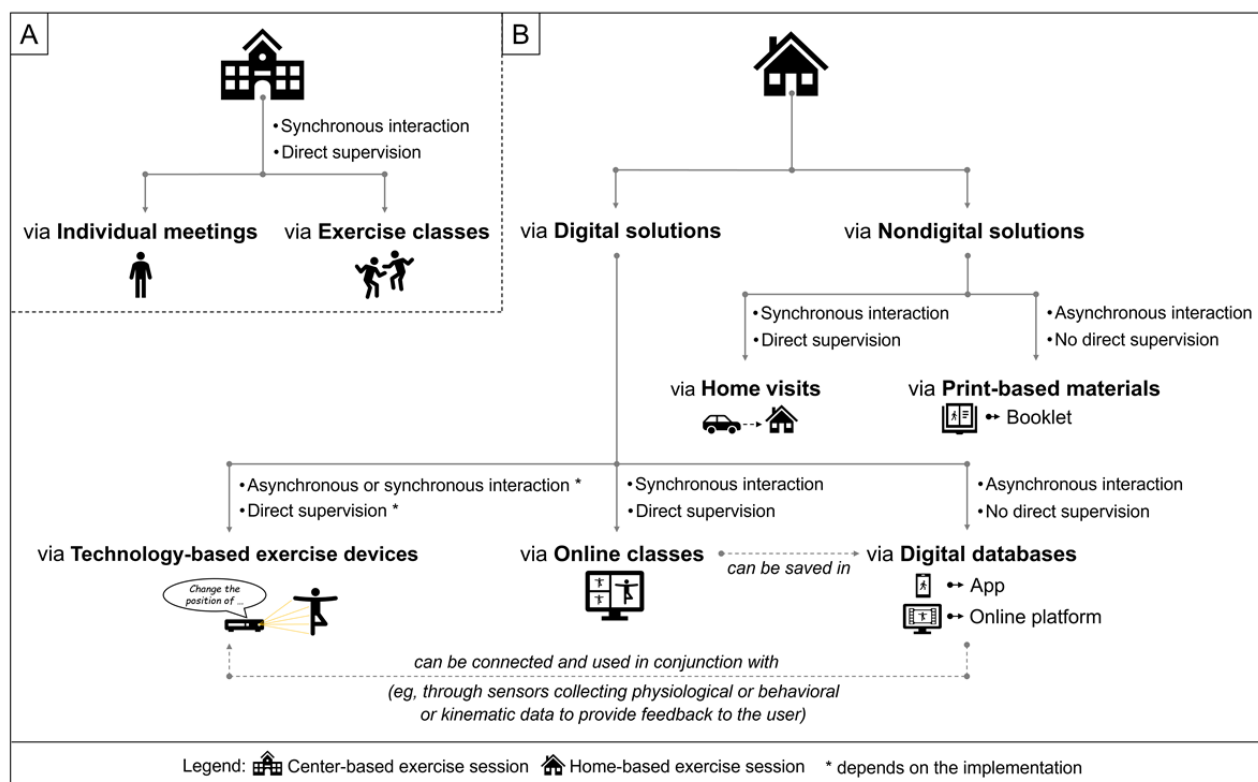 A
B
•Synchronous interaction
•Direct supervision
via Individual meetings
via Exercise classes
via Digital solutions
via Nondigital solutions
•Synchronous interaction
•Direct supervision
•Asynchronous interaction
•No direct supervision
via Home visits
via Print-based materials
Booklet
•Asynchronous or synchronous interaction *
•Direct supervision *
•Synchronous interaction
•Direct supervision
•Asynchronous interaction
•No direct supervision
via Technology-based exercise devices
via Online classes
can be saved in
via Digital databases
Change the
position of ...
App
Online platform
can be connected and used in conjunction with
(eg, through sensors collecting physiological or behavioral
or kinematic data to provide feedback to the user)
Legend: Center-based exercise session Home-based exercise session * depends on the implementation